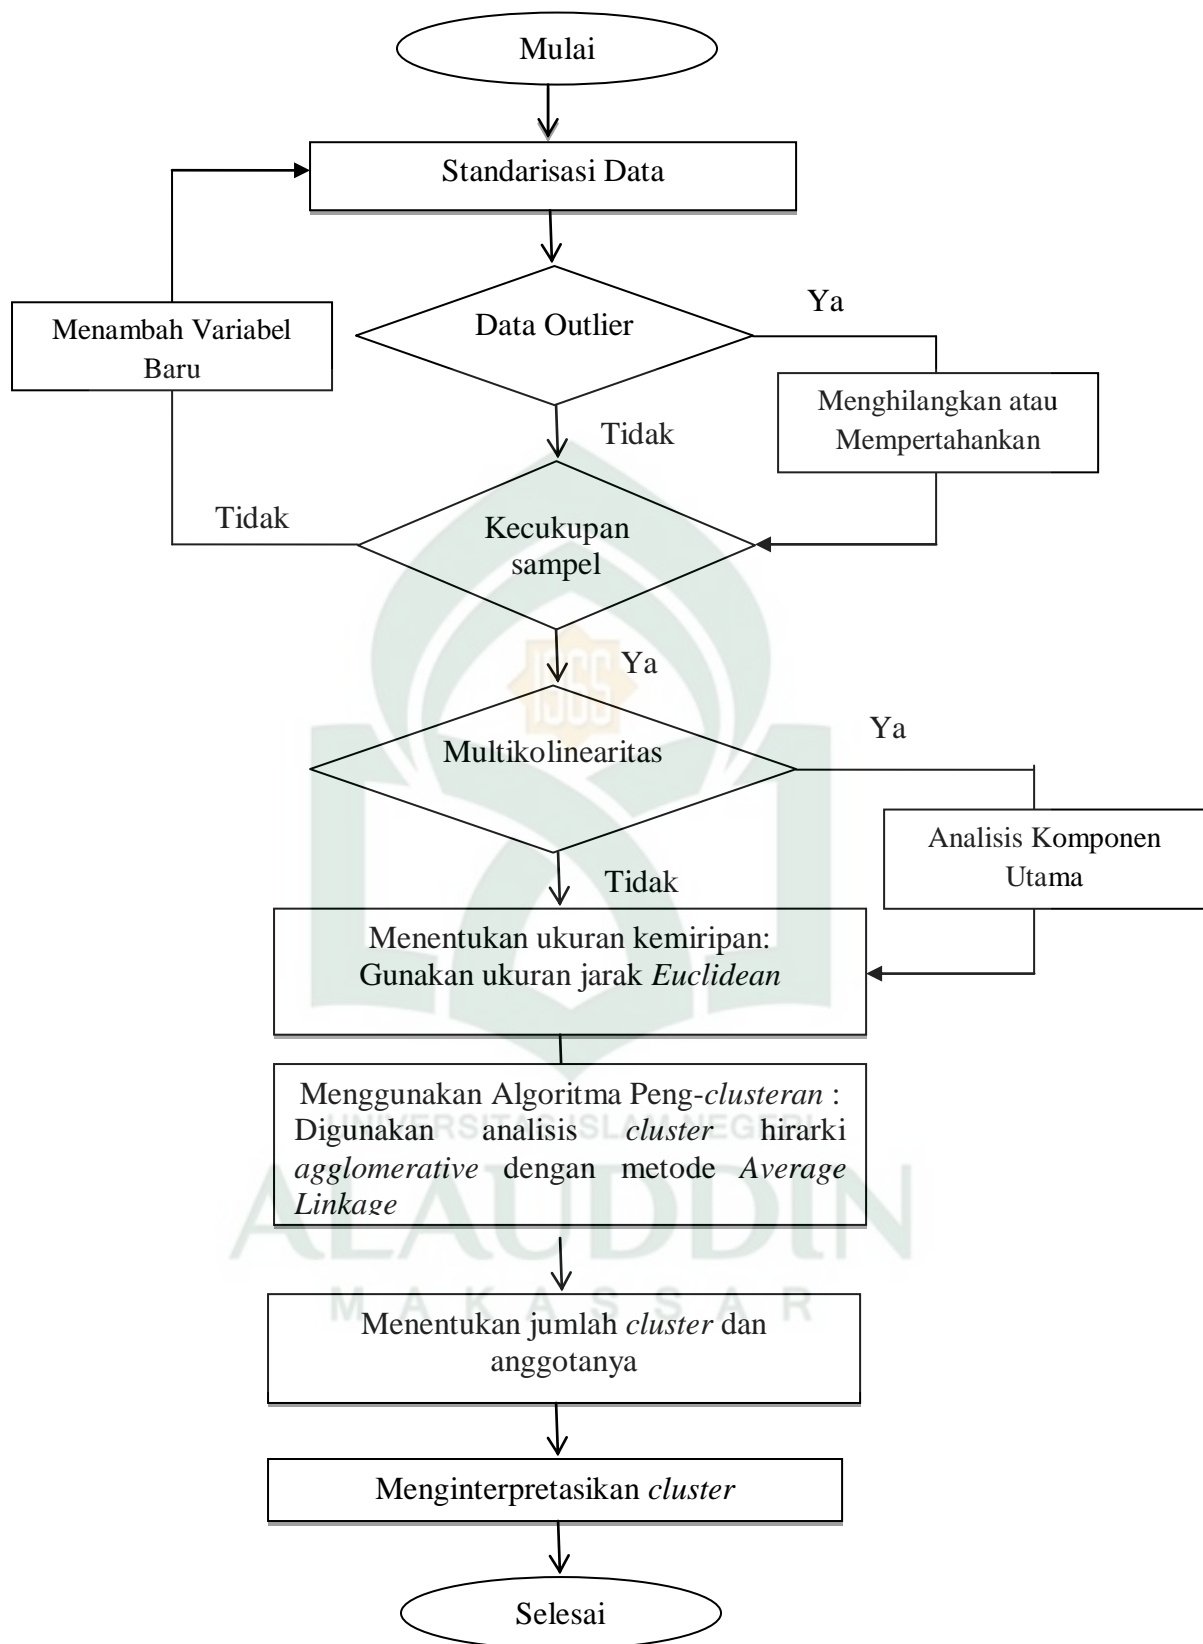 Mulai
Standarisasi Data
Data Outlier
Ya
Menambah Variabel
Baru
Menghilangkan atau
Mempertahankan
Tidak
Tidak
Kecukupan
sampel
Ya
1965
Multikolinearitas
Ya
Analisis Komponen
Utama
Tidak
Menentukan ukuran kemiripan:
Gunakan ukuran jarak Euclidean
Menggunakan Algoritma Peng-clusteran :
UNIVERSITAS ISLAM NEGERI
Digunakan analisis cluster hirarki
agglomerative dengan metode Average
Linkage
ALAUDDIN
MAKASSAR
Menentukan jumlah cluster dan
anggotanya
Menginterpretasikan cluster
Selesai